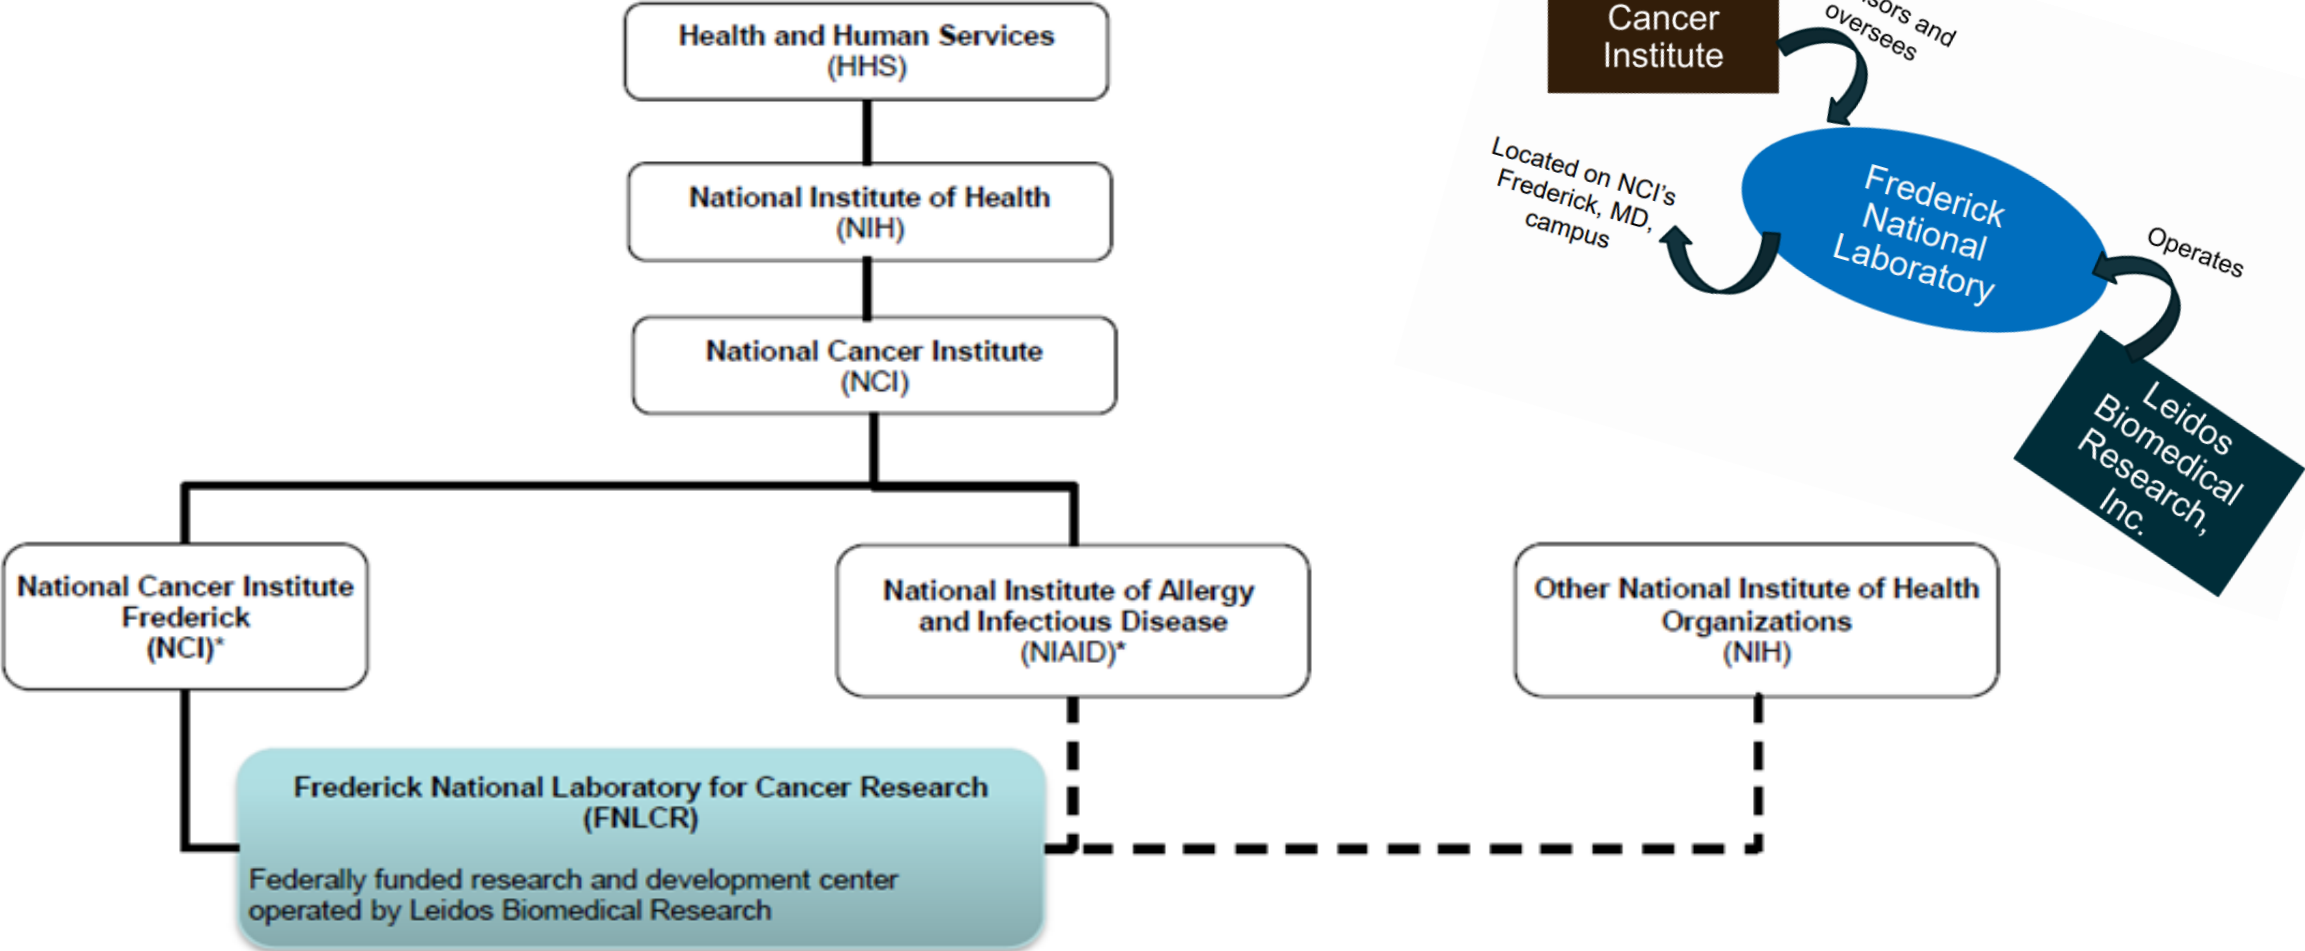 Health and Human Services
(HHS)
National Institute of Health
(NIH)
National Cancer Institute
(NCI)
National Cancer Institute
Frederick
(NCI)*
National Institute of Allergy
and Infectious Disease
(NIAID)*
Other National Institute of Health
Organizations
(NIH)
Frederick National Laboratory for Cancer Research
(FNLCR)
Federally funded research and development center
operated by Leidos Biomedical Research
Cancer
Institute
and
oversees
Located on NCI's
Frederick, MD,
campus
Frederick
National
Laboratory
Operates
Leidos
Biomedical
Research,
Inc.